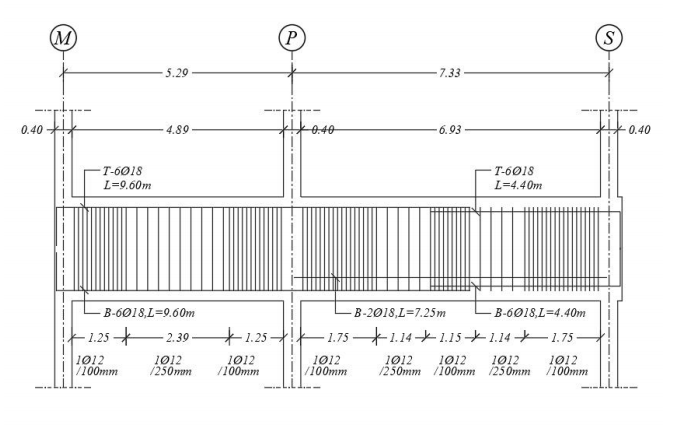 M P S
5.29 7.33
0.40 4.89 0.40 6.93 0.40
T-6Ø18
L=9.60m
T-6Ø18
L=4.40m
B-6Ø18,L=9.60m B-2Ø18,L=7.25m B-6Ø18,L=4.40m
1.25 2.39 1.25 1.75 1.14 1.15 1.14 1.75
1Ø12 1Ø12 1Ø12 1Ø12 1Ø12 1Ø12 1Ø12 1Ø12
/100mm /250mm /100mm /100mm /250mm /100mm /250mm /100mm